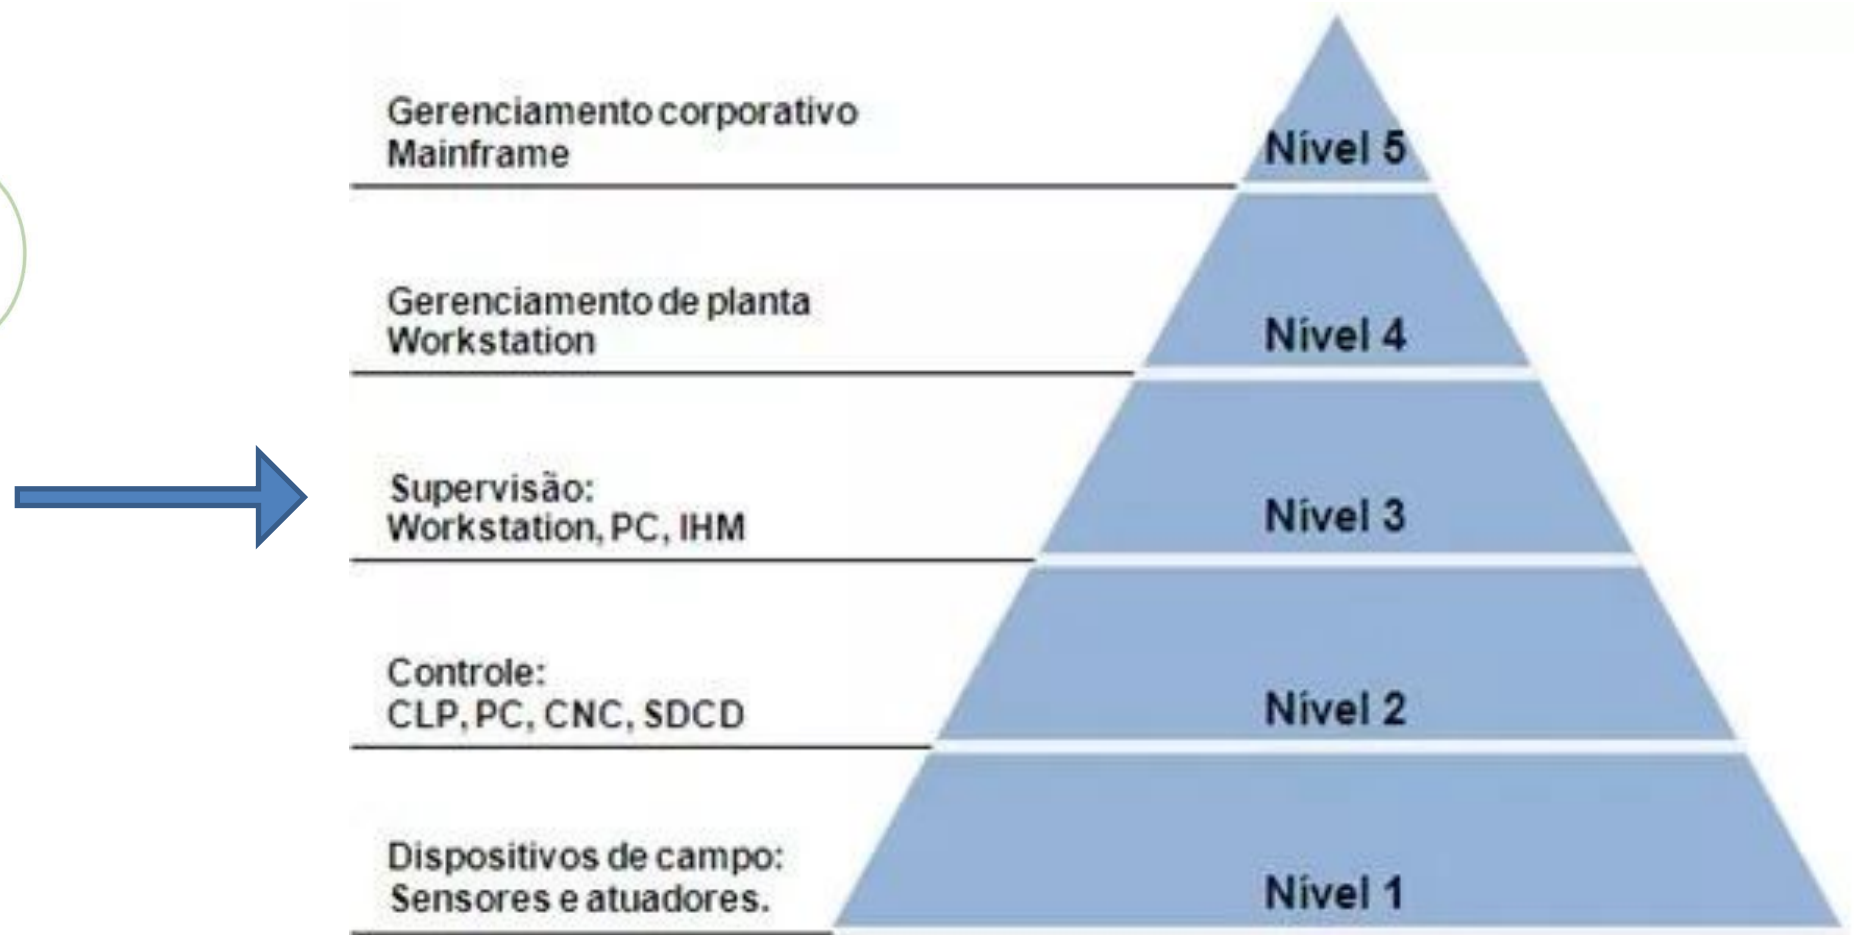 Gerenciamento corporativo
Mainframe
Nível 5
Gerenciamento de planta
Workstation
Nível 4
Supervisão:
Workstation, PC, IHM
Nível 3
Controle:
CLP, PC, CNC, SDCD
Nível 2
Dispositivos de campo:
Sensores e atuadores.
Nível 1